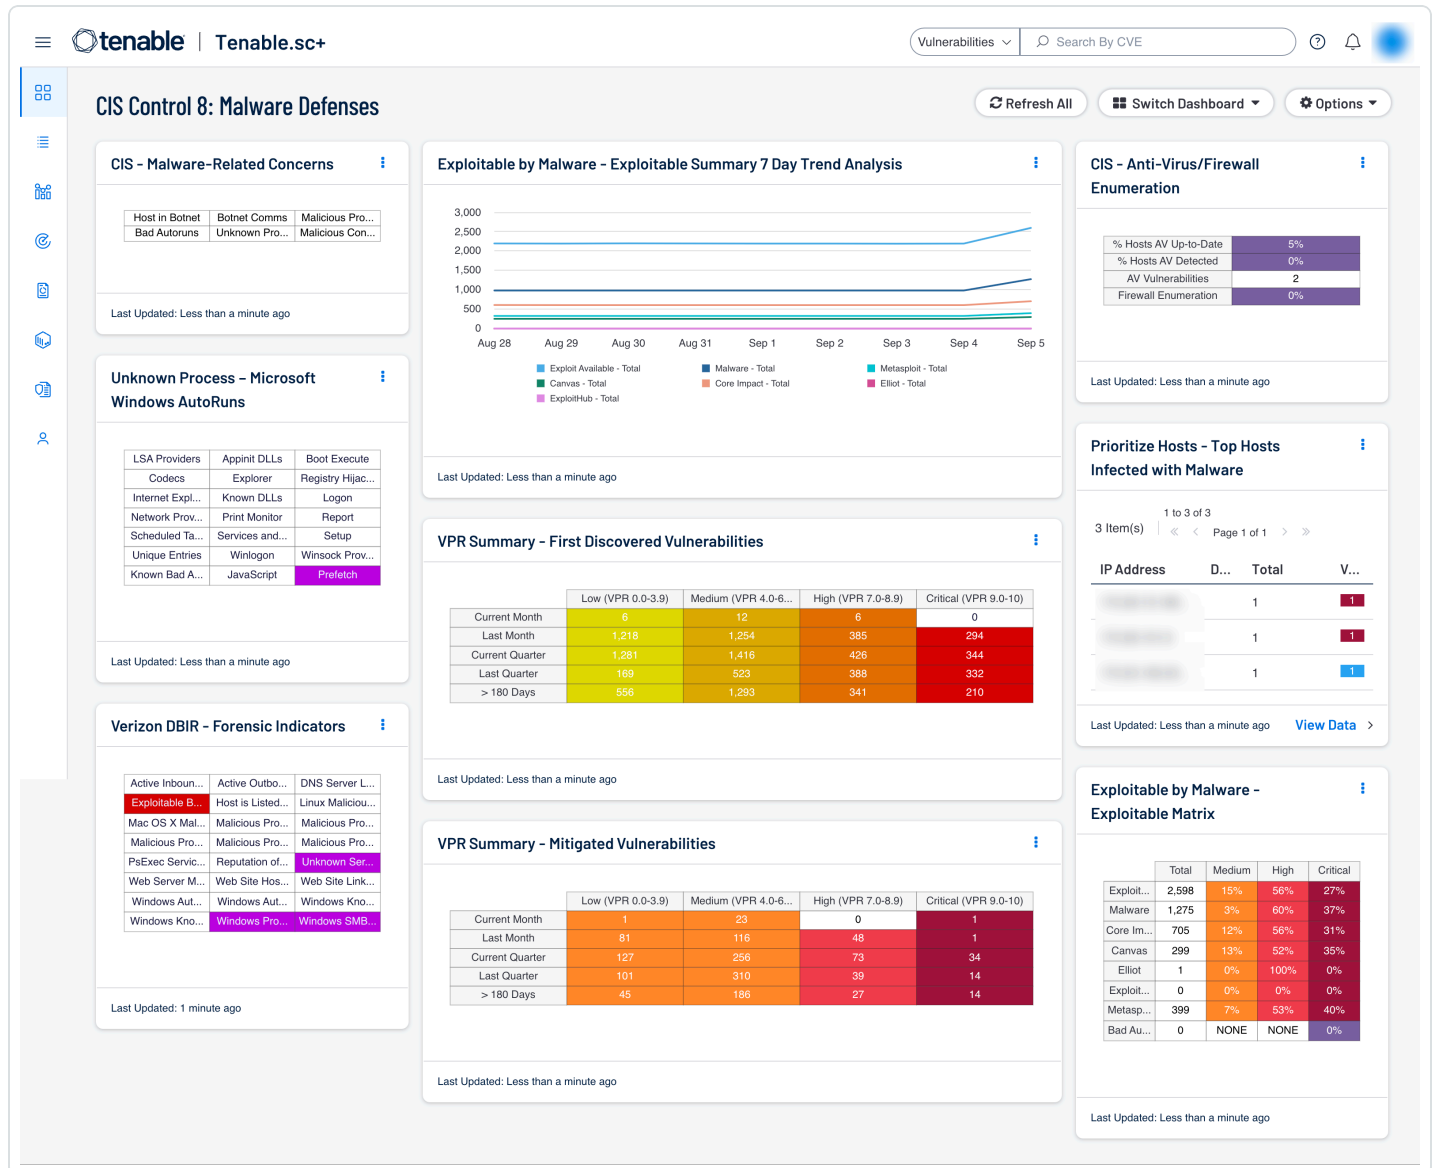 tenable | Tenable.sc+
Vulnerabilities
Search By CVE
CIS Control 8: Malware Defenses
Refresh All
Switch Dashboard
Options
CIS - Malware-Related Concerns
Host in Botnet Botnet Comms Malicious Pro...
Bad Autoruns Unknown Pro... Malicious Con...
Last Updated: Less than a minute ago
Unknown Process – Microsoft
Windows AutoRuns
LSA Providers Appinit DLLs Boot Execute
Codecs Explorer Registry Hijac...
Internet Expl... Known DLLs Logon
Network Prov... Print Monitor Report
Scheduled Ta... Services and... Setup
Unique Entries Winlogon Winsock Prov...
Known Bad A... JavaScript Prefetch
Last Updated: Less than a minute ago
Verizon DBIR - Forensic Indicators
Active Inboun... Active Outbo... DNS Server L...
Exploitable B... Host is Listed... Linux Maliciou...
Mac OS X Mal... Malicious Pro... Malicious Pro...
Malicious Pro... Malicious Pro... Malicious Pro...
PsExec Servic... Reputation of... Unknown Ser...
Web Server M... Web Site Hos... Web Site Link...
Windows Aut... Windows Aut... Windows Kno...
Windows Kno... Windows Pro... Windows SMB...
Last Updated: 1 minute ago
Exploitable by Malware - Exploitable Summary 7 Day Trend Analysis
3,000
2,500
2,000
1,500
1,000
500
0
Aug 28 Aug 29 Aug 30 Aug 31 Sep 1 Sep 2 Sep 3 Sep 4 Sep 5
Exploit Available - Total Malware - Total Metasploit - Total
Canvas - Total Core Impact - Total Elliot - Total
ExploitHub - Total
Last Updated: Less than a minute ago
VPR Summary - First Discovered Vulnerabilities
Low (VPR 0.0-3.9) Medium (VPR 4.0-6... High (VPR 7.0-8.9) Critical (VPR 9.0-10)
Current Month 6 12 6 0
Last Month 1,218 1,254 385 294
Current Quarter 1,281 1,416 426 344
Last Quarter 169 523 388 332
> 180 Days 556 1,293 341 210
Last Updated: Less than a minute ago
VPR Summary - Mitigated Vulnerabilities
Low (VPR 0.0-3.9) Medium (VPR 4.0-6... High (VPR 7.0-8.9) Critical (VPR 9.0-10)
Current Month 1 23 0 1
Last Month 81 116 48 1
Current Quarter 127 256 73 34
Last Quarter 101 310 39 14
> 180 Days 45 186 27 14
Last Updated: Less than a minute ago
CIS - Anti-Virus/Firewall
Enumeration
% Hosts AV Up-to-Date 5%
% Hosts AV Detected 0%
AV Vulnerabilities 2
Firewall Enumeration 0%
Last Updated: Less than a minute ago
Prioritize Hosts - Top Hosts
Infected with Malware
1 to 3 of 3
3 Item(s) Page 1 of 1
IP Address D... Total V...
1 1
1 1
1 1
Last Updated: Less than a minute ago View Data
Exploitable by Malware -
Exploitable Matrix
Total Medium High Critical
Exploit... 2,598 15% 56% 27%
Malware 1,275 3% 60% 37%
Core Im... 705 12% 56% 31%
Canvas 299 13% 52% 35%
Elliot 1 0% 100% 0%
Exploit... 0 0% 0% 0%
Metasp... 399 7% 53% 40%
Bad Au... 0 NONE NONE 0%
Last Updated: Less than a minute ago